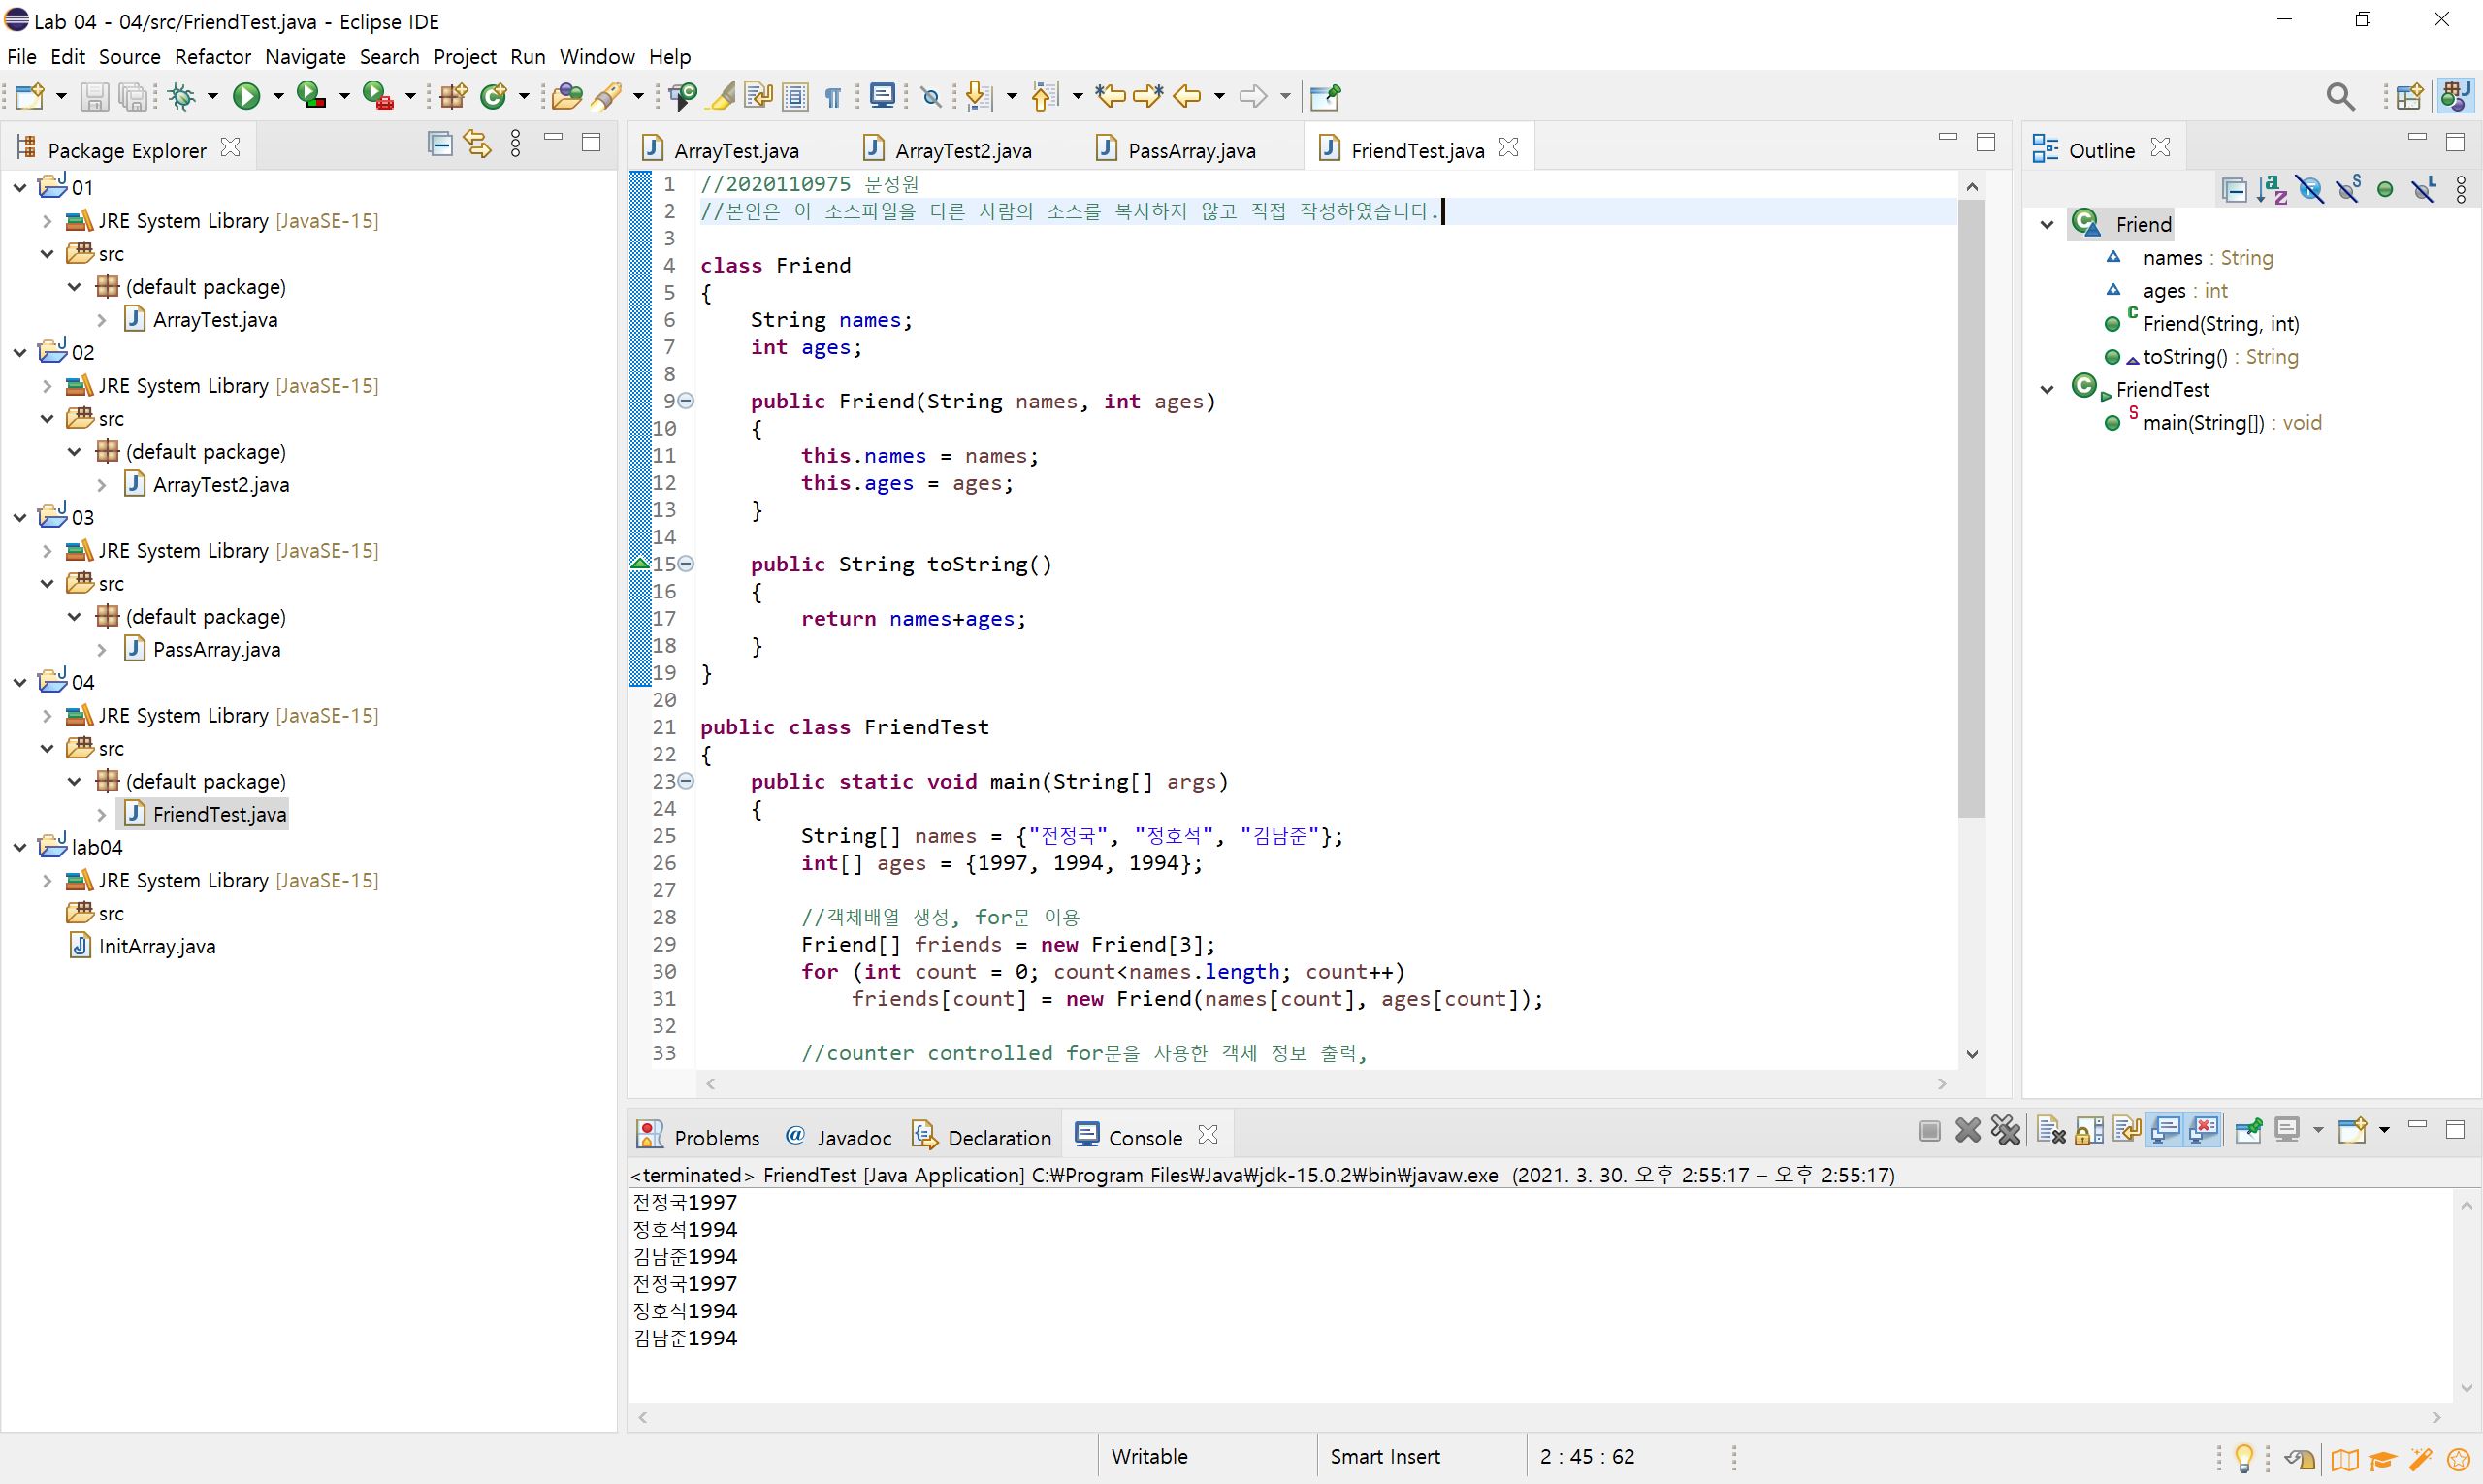 Lab 04 - 04/src/FriendTest.java - Eclipse IDE
File Edit Source Refactor Navigate Search Project Run Window Help
Package Explorer
01
JRE System Library [JavaSE-15]
src
(default package)
ArrayTest.java
02
JRE System Library [JavaSE-15]
src
(default package)
ArrayTest2.java
03
JRE System Library [JavaSE-15]
src
(default package)
PassArray.java
04
JRE System Library [JavaSE-15]
src
(default package)
FriendTest.java
lab04
JRE System Library [JavaSE-15]
src
InitArray.java
ArrayTest.java ArrayTest2.java PassArray.java FriendTest.java
1 //2020110975 문정원
2 //본인은 이 소스파일을 다른 사람의 소스를 복사하지 않고 직접 작성하였습니다.
3
4 class Friend
5 {
6     String names;
7     int ages;
8
9     public Friend(String names, int ages)
10     {
11         this.names = names;
12         this.ages = ages;
13     }
14
15     public String toString()
16     {
17         return names+ages;
18     }
19 }
20
21 public class FriendTest
22 {
23     public static void main(String[] args)
24     {
25         String[] names = {"전정국", "정호석", "김남준"};
26         int[] ages = {1997, 1994, 1994};
27
28         //객체배열 생성, for문 이용
29         Friend[] friends = new Friend[3];
30         for (int count = 0; count<names.length; count++)
31             friends[count] = new Friend(names[count], ages[count]);
32
33         //counter controlled for문을 사용한 객체 정보 출력,
Outline
Friend
names : String
ages : int
Friend(String, int)
toString() : String
FriendTest
main(String[]) : void
Problems Javadoc Declaration Console
<terminated> FriendTest [Java Application] C:₩Program Files₩Java₩jdk-15.0.2₩bin₩javaw.exe (2021. 3. 30. 오후 2:55:17 – 오후 2:55:17)
전정국1997
정호석1994
김남준1994
전정국1997
정호석1994
김남준1994
Writable Smart Insert 2 : 45 : 62